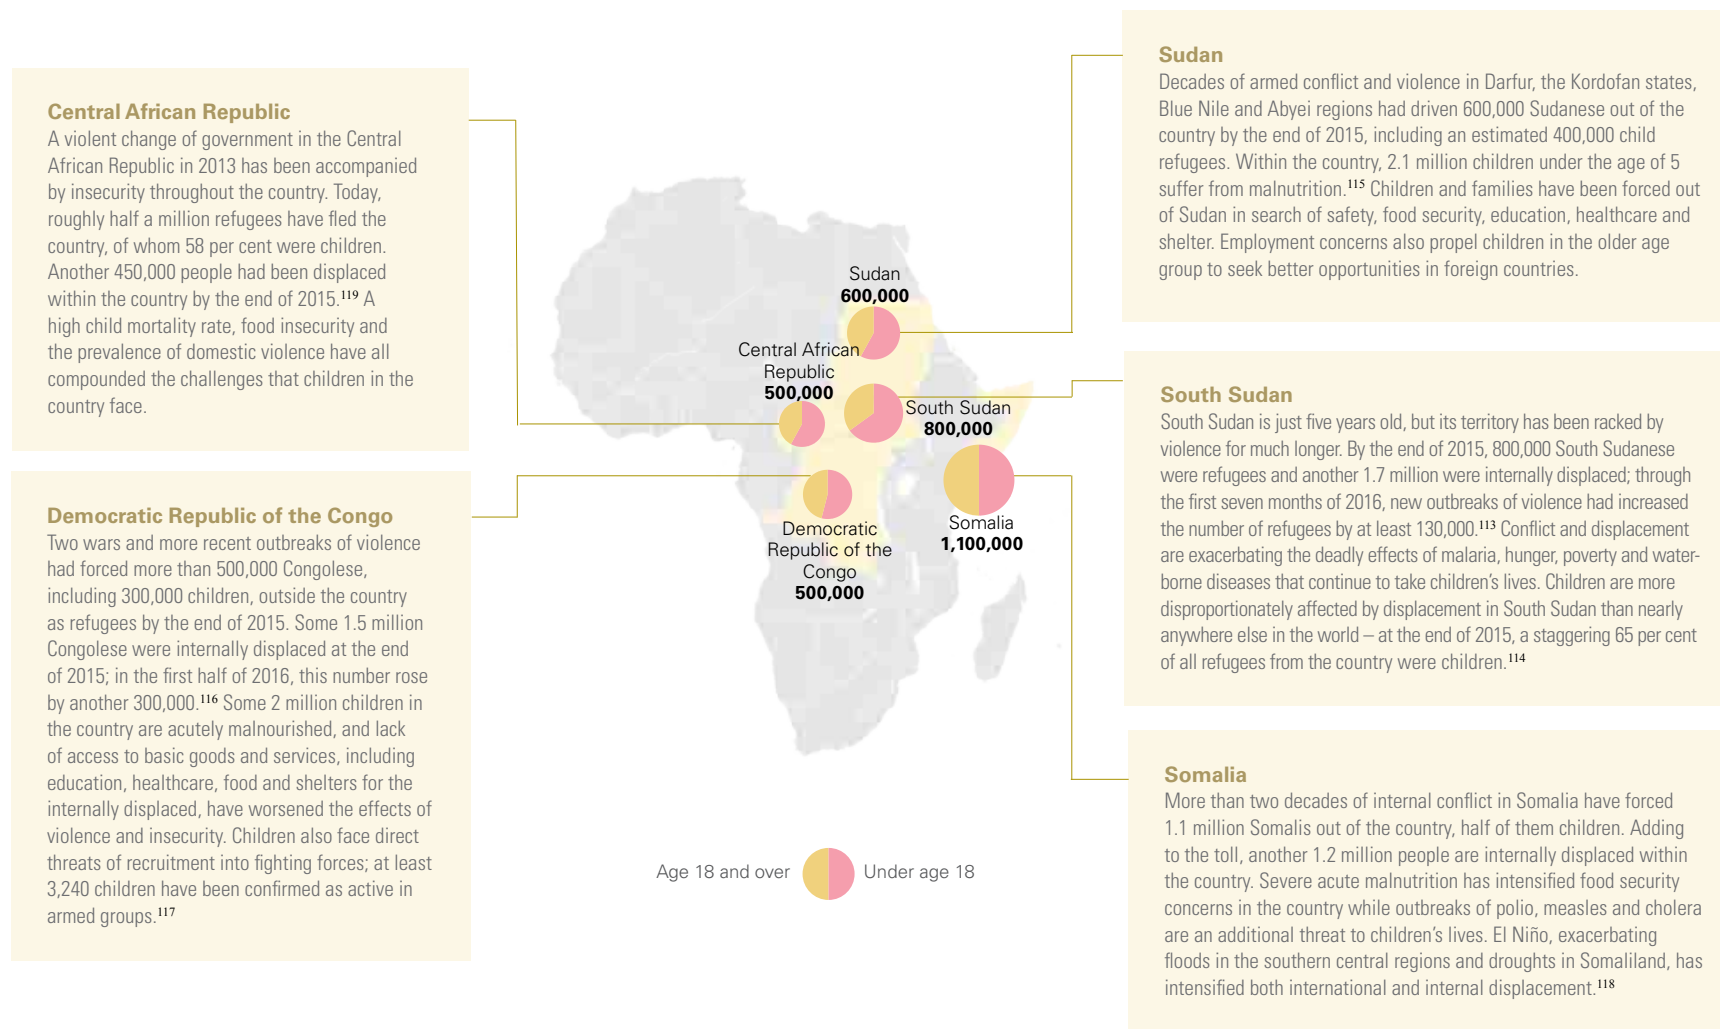 Central African Republic
A violent change of government in the Central
African Republic in 2013 has been accompanied
by insecurity throughout the country. Today,
roughly half a million refugees have fled the
country, of whom 58 per cent were children.
Another 450,000 people had been displaced
within the country by the end of 2015.119 A
high child mortality rate, food insecurity and
the prevalence of domestic violence have all
compounded the challenges that children in the
country face.
Democratic Republic of the Congo
Two wars and more recent outbreaks of violence
had forced more than 500,000 Congolese,
including 300,000 children, outside the country
as refugees by the end of 2015. Some 1.5 million
Congolese were internally displaced at the end
of 2015; in the first half of 2016, this number rose
by another 300,000.116 Some 2 million children in
the country are acutely malnourished, and lack
of access to basic goods and services, including
education, healthcare, food and shelters for the
internally displaced, have worsened the effects of
violence and insecurity. Children also face direct
threats of recruitment into fighting forces; at least
3,240 children have been confirmed as active in
armed groups.117
Sudan
600,000
Central African
Republic
500,000
South Sudan
800,000
Somalia
1,100,000
Democratic
Republic of the
Congo
500,000
Age 18 and over
Under age 18
Sudan
Decades of armed conflict and violence in Darfur, the Kordofan states,
Blue Nile and Abyei regions had driven 600,000 Sudanese out of the
country by the end of 2015, including an estimated 400,000 child
refugees. Within the country, 2.1 million children under the age of 5
suffer from malnutrition.115 Children and families have been forced out
of Sudan in search of safety, food security, education, healthcare and
shelter. Employment concerns also propel children in the older age
group to seek better opportunities in foreign countries.
South Sudan
South Sudan is just five years old, but its territory has been racked by
violence for much longer. By the end of 2015, 800,000 South Sudanese
were refugees and another 1.7 million were internally displaced; through
the first seven months of 2016, new outbreaks of violence had increased
the number of refugees by at least 130,000.113 Conflict and displacement
are exacerbating the deadly effects of malaria, hunger, poverty and water-
borne diseases that continue to take children's lives. Children are more
disproportionately affected by displacement in South Sudan than nearly
anywhere else in the world – at the end of 2015, a staggering 65 per cent
of all refugees from the country were children.114
Somalia
More than two decades of internal conflict in Somalia have forced
1.1 million Somalis out of the country, half of them children. Adding
to the toll, another 1.2 million people are internally displaced within
the country. Severe acute malnutrition has intensified food security
concerns in the country while outbreaks of polio, measles and cholera
are an additional threat to children's lives. El Niño, exacerbating
floods in the southern central regions and droughts in Somaliland, has
intensified both international and internal displacement.118